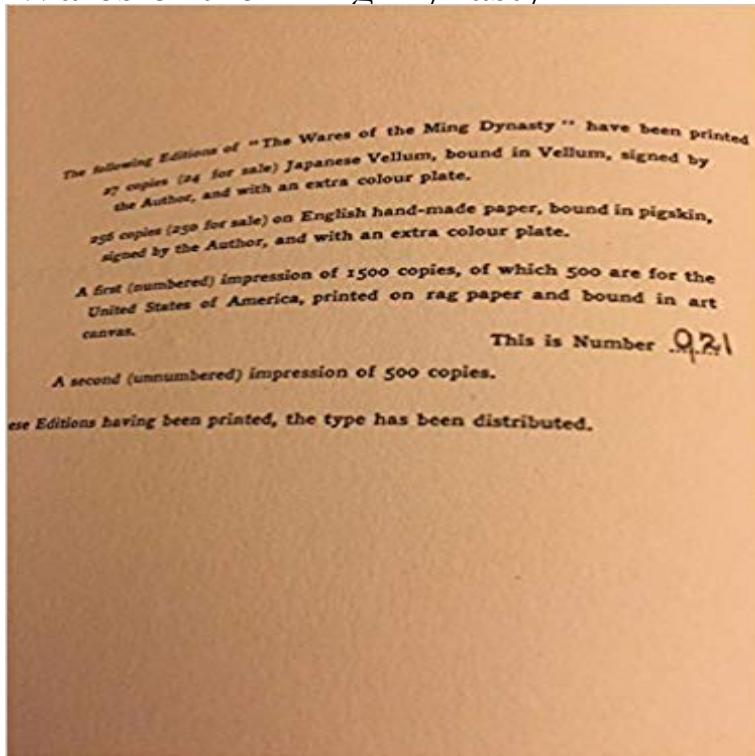 The following Editions of "The Wares of the Ming Dynasty" have been printed
27 copies (24 for sale) Japanese Vellum, bound in Vellum, signed by
the Author, and with an extra colour plate.
256 copies (250 for sale) on English hand-made paper, bound in pigskin,
signed by the Author, and with an extra colour plate.
A first (numbered) impression of 1500 copies, of which 500 are for the
United States of America, printed on rag paper and bound in art
canvas.
This is Number 921
A second (unnumbered) impression of 500 copies.
ese Editions having been printed, the type has been distributed.